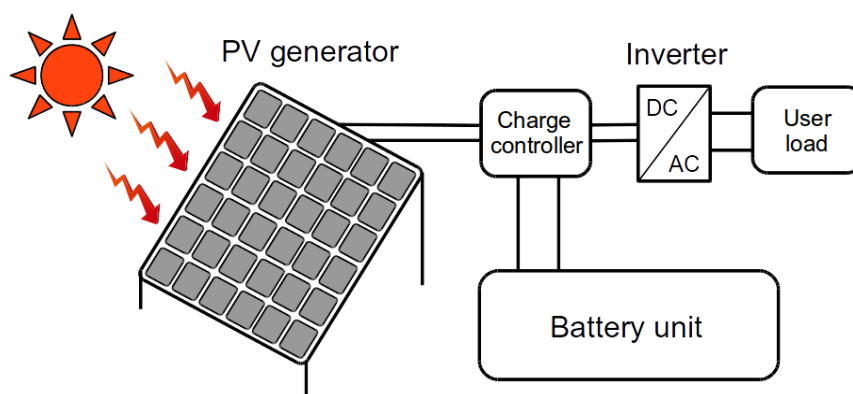 PV generator
Inverter
Charge
controller
DC
AC
User
load
Battery unit